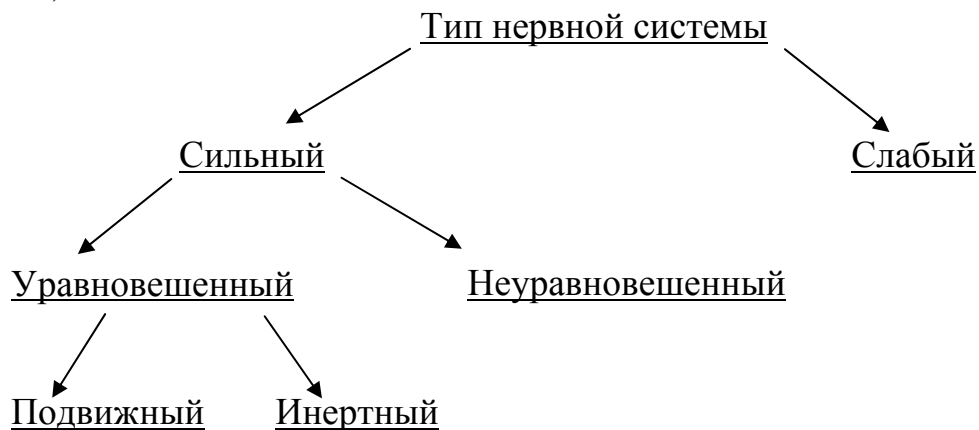 Тип нервной системы
Сильный Слабый
Уравновешенный Неуравновешенный
Подвижный Инертный